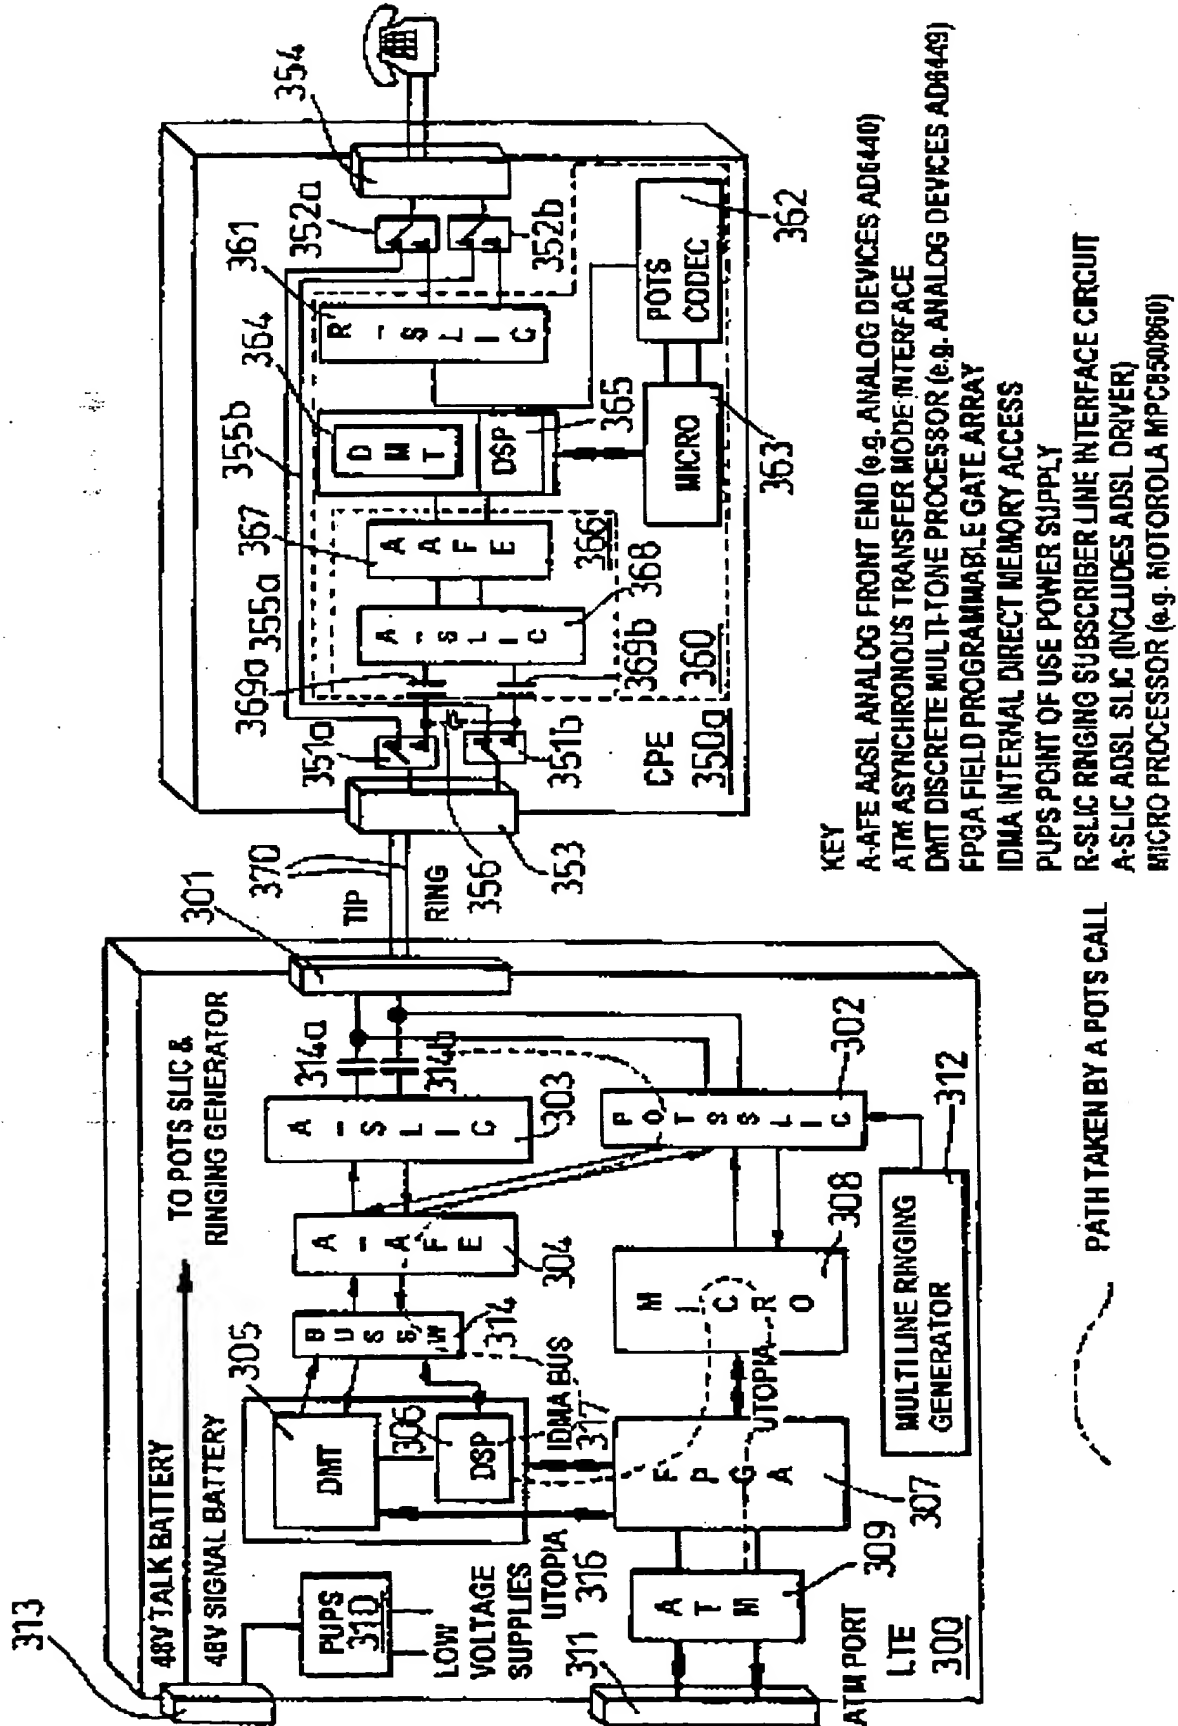 313
48V TALK BATTERY
48V SIGNAL BATTERY
TO POTS SLIC &
RINGING GENERATOR
PUPS
310
LOW
VOLTAGE
SUPPLIES
305
DMT
306
DSP
BUS SW
314
A-AFE
304
A-SLIC
303
314a
314b
301
TIP
370
RING
UTOPIA
316
IDMA BUS
317
311
ATM PORT
ATM
309
FPGA
307
UTOPIA
MICRO
308
POTS SLIC
302
MULTI LINE RINGING
GENERATOR
312
LTE
300
PATH TAKEN BY A POTS CALL
353
356
351a
351b
369a
369b
355a
355b
367
364
361
352a
352b
354
A-SLIC
368
A-AFE
366
DMT
DSP
365
R-SLIC
MICRO
363
POTS
CODEC
362
360
CPE
350a
KEY
A-AFE ADSL ANALOG FRONT END (e.g. ANALOG DEVICES AD6440)
ATM ASYNCHRONOUS TRANSFER MODE INTERFACE
DMT DISCRETE MULTI-TONE PROCESSOR (e.g. ANALOG DEVICES AD6449)
FPGA FIELD PROGRAMMABLE GATE ARRAY
IDMA INTERNAL DIRECT MEMORY ACCESS
PUPS POINT OF USE POWER SUPPLY
R-SLIC RINGING SUBSCRIBER LINE INTERFACE CIRCUIT
A-SLIC ADSL SLIC (INCLUDES ADSL DRIVER)
MICRO PROCESSOR (e.g. MOTOROLA MPC850/860)